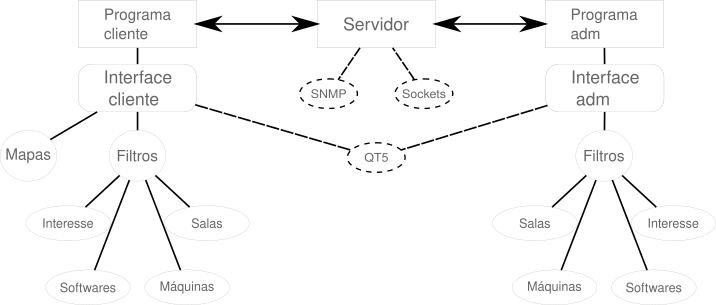 Programa
cliente
Servidor
Programa
adm
Interface
cliente
SNMP
Sockets
Interface
adm
Mapas
Filtros
QT5
Filtros
Interesse
Salas
Salas
Interesse
Softwares
Máquinas
Máquinas
Softwares